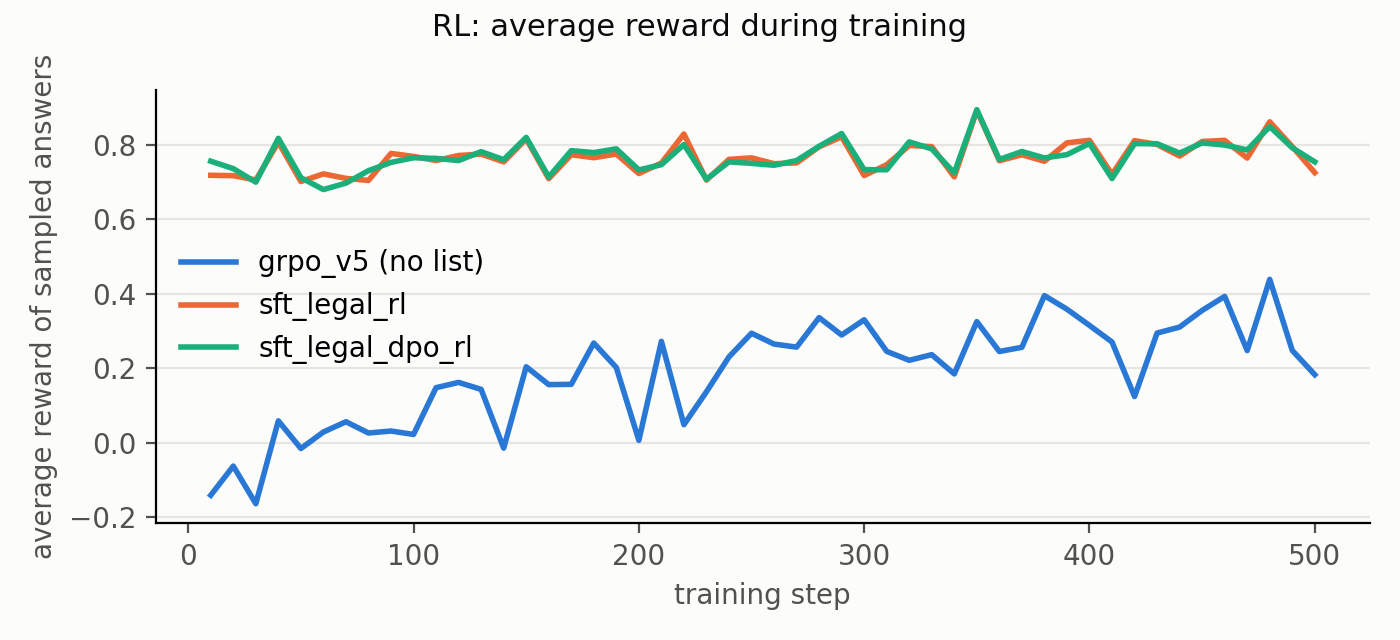 RL: average reward during training
average reward of sampled answers
0.8
0.6
0.4
0.2
0.0
−0.2
grpo_v5 (no list)
sft_legal_rl
sft_legal_dpo_rl
0 100 200 300 400 500
training step